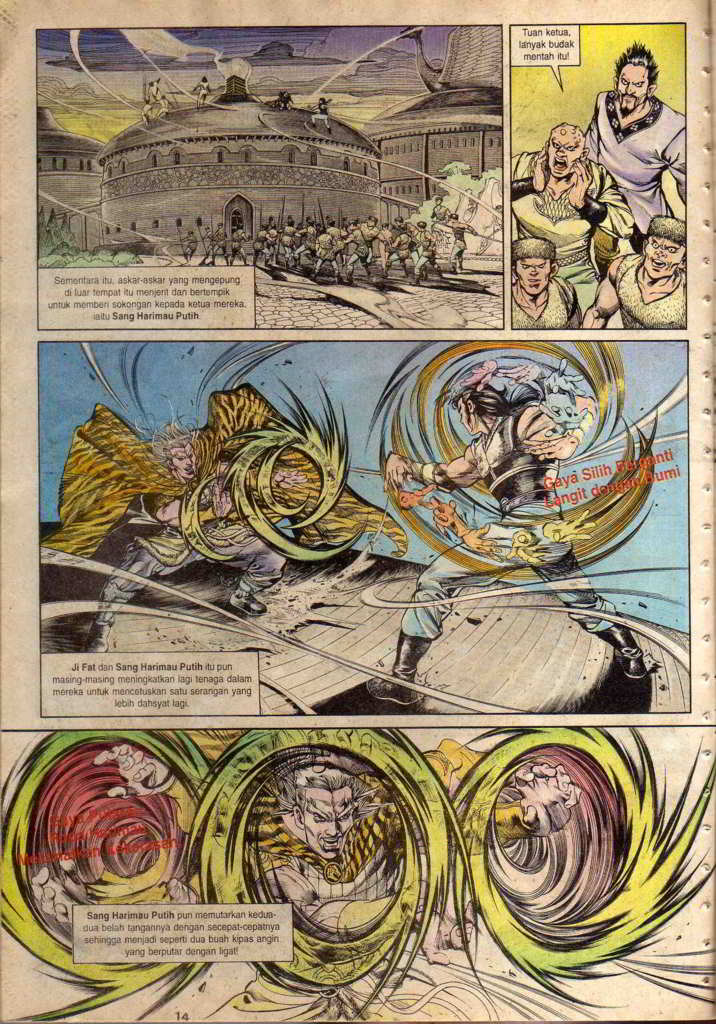 Sementara itu, askar-askar yang mengepung
di luar tempat itu menjerit dan bertempik
untuk memberi sokongan kepada ketua mereka,
iaitu Sang Harimau Putih.
Tuan ketua,
lanyak budak
mentah itu!
Gaya Silih Berganti
Langit dengan Bumi
Ji Fat dan Sang Harimau Putih itu pun
masing-masing meningkatkan lagi tenaga dalam
mereka untuk mencetuskan satu serangan yang
lebih dahsyat lagi.
Gaya
Sang Harimau Putih pun memutarkan kedua-
dua belah tangannya dengan secepat-cepatnya
sehingga menjadi seperti dua buah kipas angin
yang berputar dengan ligat!
14